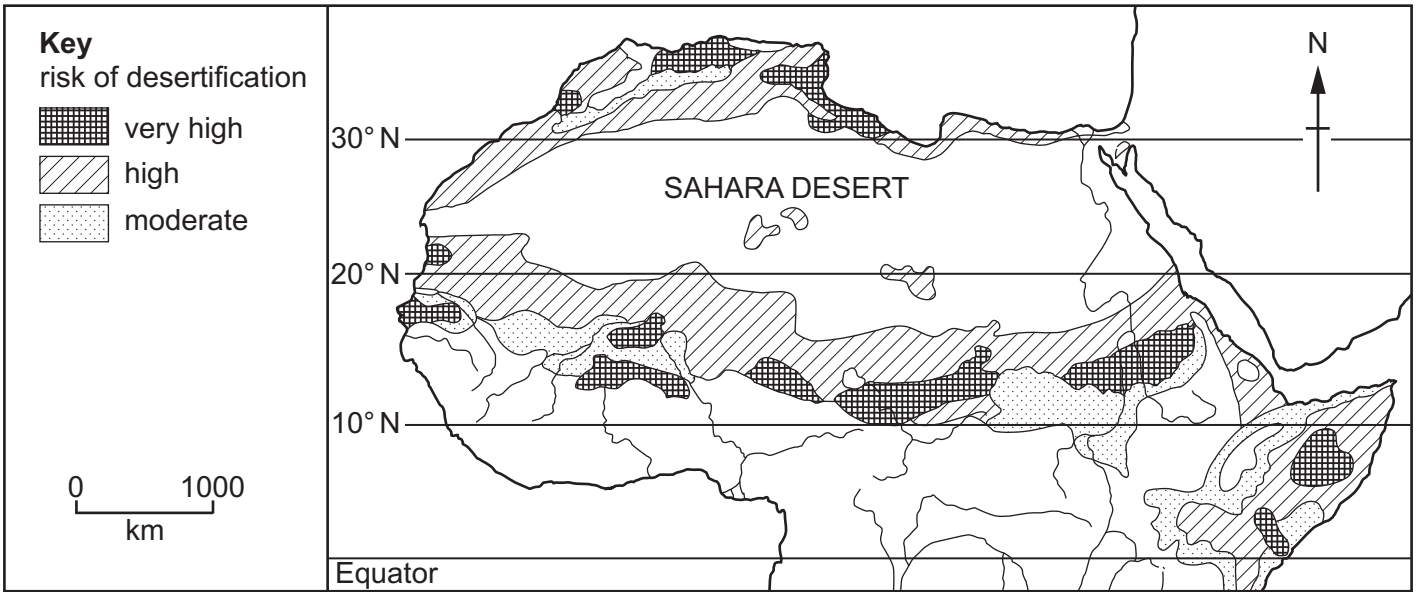 Key
risk of desertification
very high
high
moderate
0 1000
km
N
30° N
SAHARA DESERT
20° N
10° N
Equator